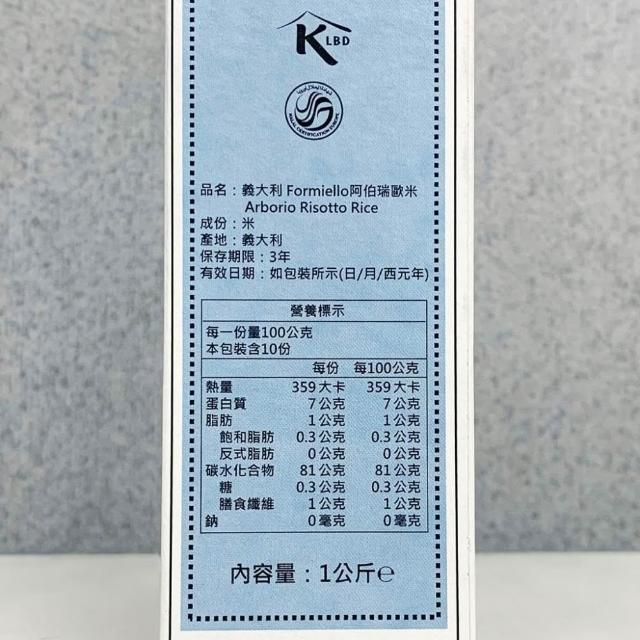 K LBD
HALAL CERTIFICATION EUROPE
品名：義大利 Formiello阿伯瑞歐米
Arborio Risotto Rice
成份：米
產地：義大利
保存期限：3年
有效日期：如包裝所示(日/月/西元年)
營養標示
每一份量100公克
本包裝含10份
每份 每100公克
熱量 359大卡 359大卡
蛋白質 7公克 7公克
脂肪 1公克 1公克
飽和脂肪 0.3公克 0.3公克
反式脂肪 0公克 0公克
碳水化合物 81公克 81公克
糖 0.3公克 0.3公克
膳食纖維 1公克 1公克
鈉 0毫克 0毫克
內容量：1公斤℮